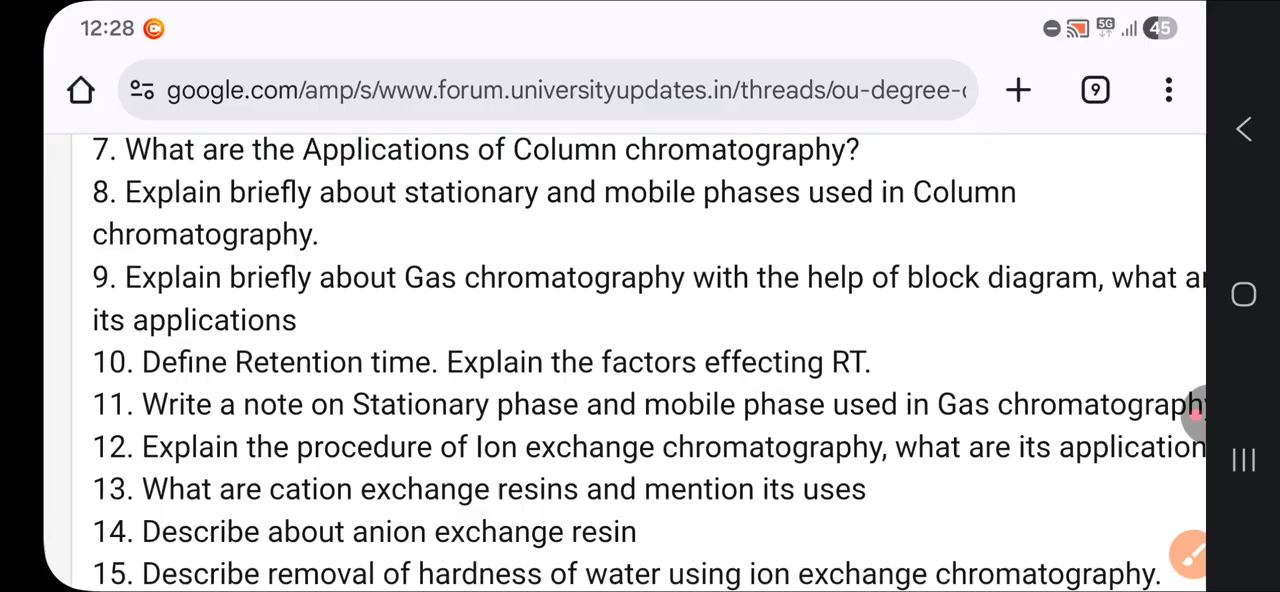 12:28
5G
45
google.com/amp/s/www.forum.universityupdates.in/threads/ou-degree-
9
7. What are the Applications of Column chromatography?
8. Explain briefly about stationary and mobile phases used in Column
chromatography.
9. Explain briefly about Gas chromatography with the help of block diagram, what
its applications
10. Define Retention time. Explain the factors effecting RT.
11. Write a note on Stationary phase and mobile phase used in Gas chromatography
12. Explain the procedure of Ion exchange chromatography, what are its application
13. What are cation exchange resins and mention its uses
14. Describe about anion exchange resin
15. Describe removal of hardness of water using ion exchange chromatography.